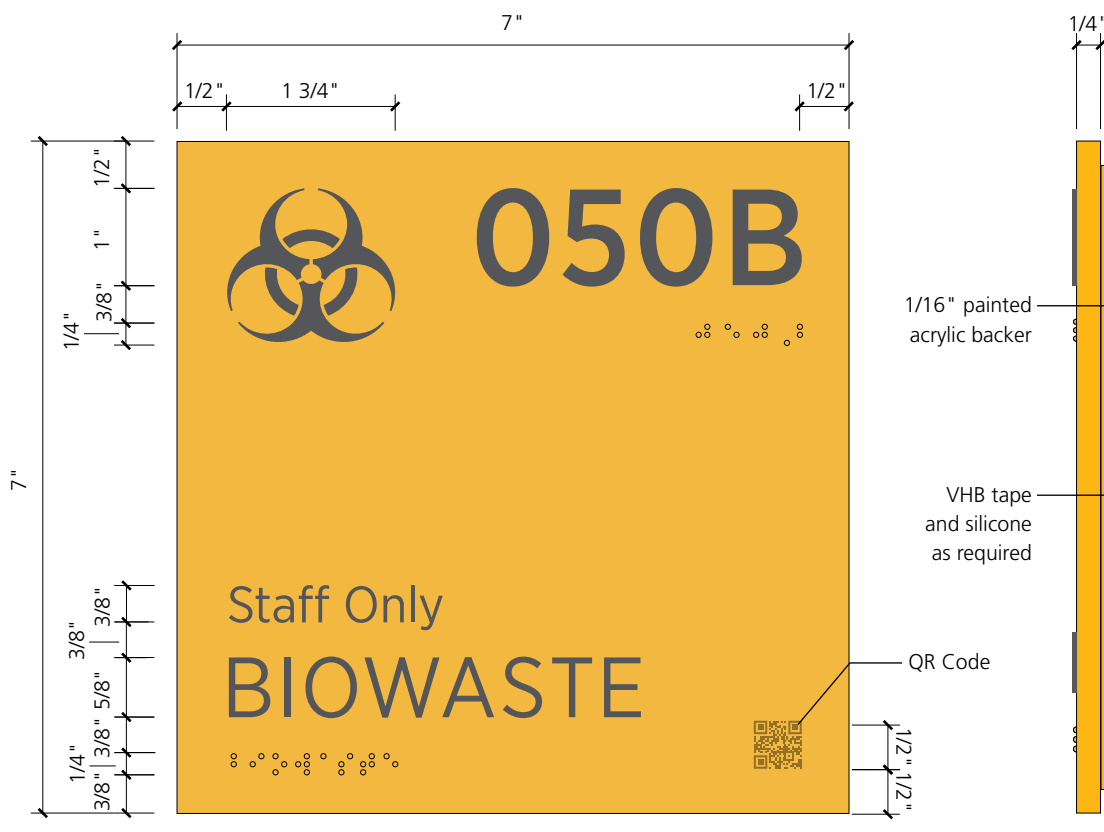 7"
1/4"
1/2"
1 3/4"
1/2"
1/2"
1"
3/8"
1/4"
7"
050B
1/16" painted
acrylic backer
VHB tape
and silicone
as required
3/8"
3/8"
5/8"
3/8"
1/4"
3/8"
Staff Only
BIOWASTE
QR Code
1/2"
1/2"